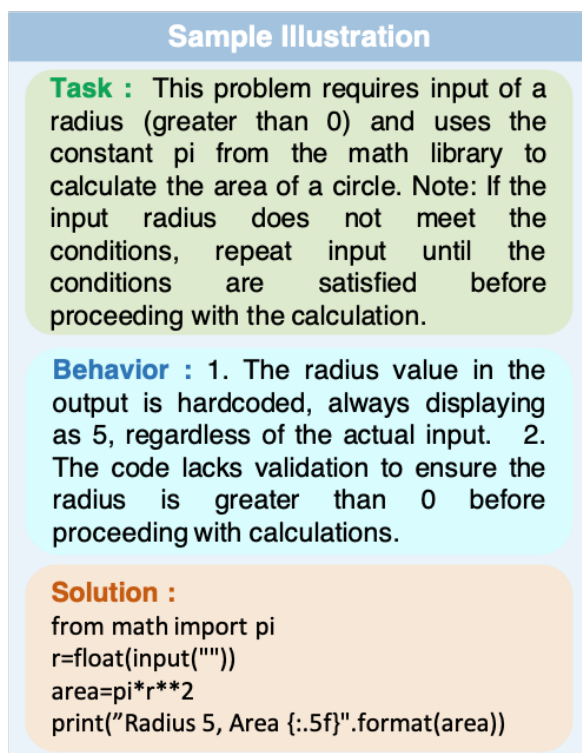 Sample Illustration
Task : This problem requires input of a
radius (greater than 0) and uses the
constant pi from the math library to
calculate the area of a circle. Note: If the
input radius does not meet the
conditions, repeat input until the
conditions are satisfied before
proceeding with the calculation.
Behavior : 1. The radius value in the
output is hardcoded, always displaying
as 5, regardless of the actual input. 2.
The code lacks validation to ensure the
radius is greater than 0 before
proceeding with calculations.
Solution :
from math import pi
r=float(input(""))
area=pi*r**2
print(”Radius 5, Area {:.5f}".format(area))